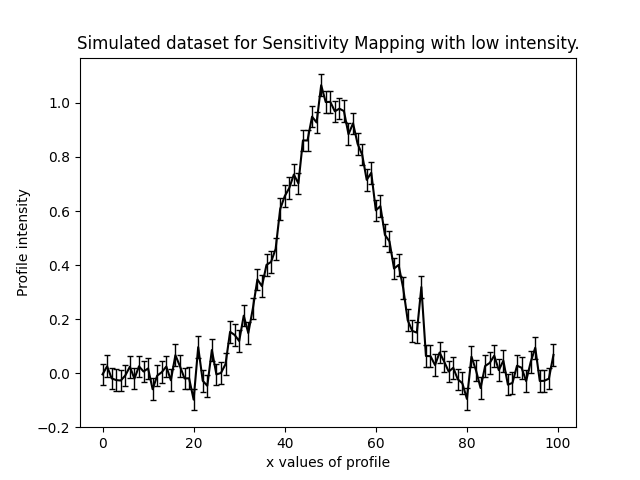 Simulated dataset for Sensitivity Mapping with low intensity.
1.0
0.8
0.6
0.4
0.2
0.0
−0.2
Profile intensity
0 20 40 60 80 100
x values of profile